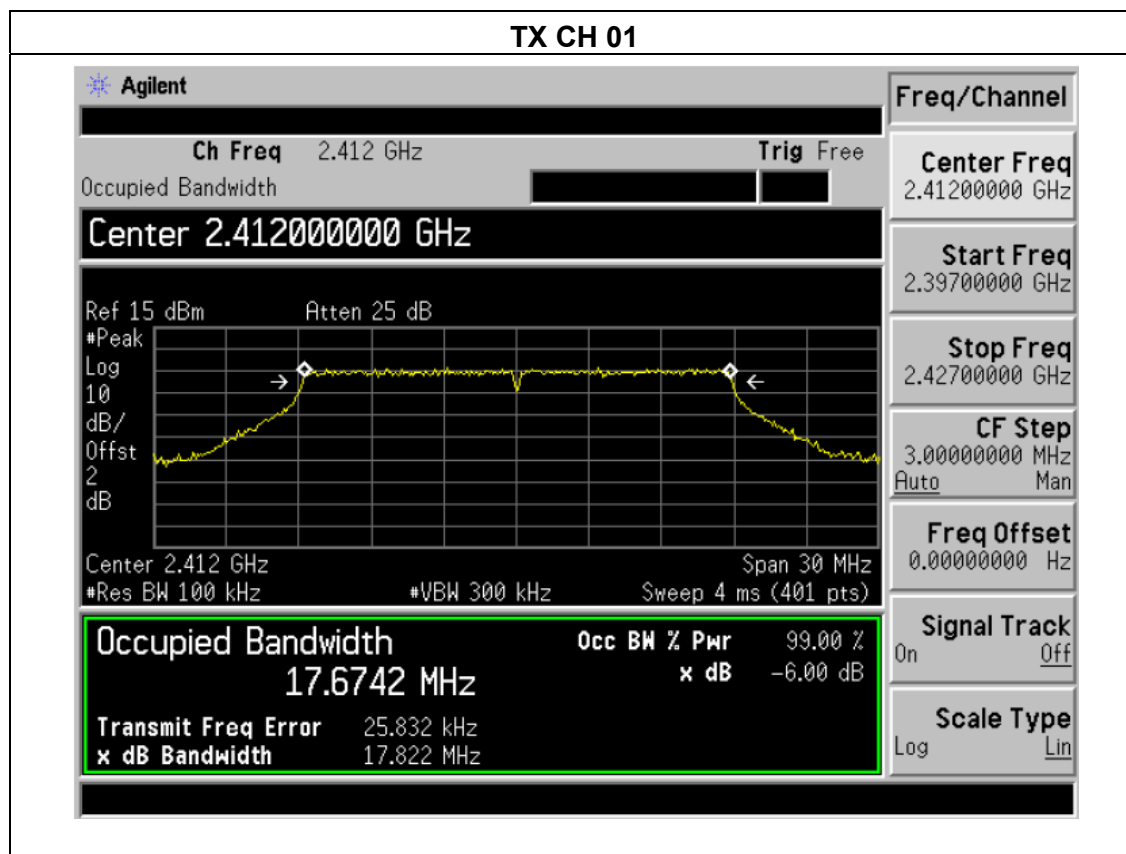 TX CH 01
Agilent
Freq/Channel
Ch Freq 2.412 GHz Trig Free
Occupied Bandwidth
Center 2.412000000 GHz
Center Freq
2.41200000 GHz
Start Freq
2.39700000 GHz
Stop Freq
2.42700000 GHz
CF Step
3.00000000 MHz
Auto Man
Freq Offset
0.00000000 Hz
Signal Track
On Off
Scale Type
Log Lin
Ref 15 dBm Atten 25 dB
#Peak
Log
10
dB/
Offst
2
dB
Center 2.412 GHz Span 30 MHz
#Res BW 100 kHz #VBW 300 kHz Sweep 4 ms (401 pts)
Occupied Bandwidth Occ BW % Pwr 99.00 %
17.6742 MHz x dB -6.00 dB
Transmit Freq Error 25.832 kHz
x dB Bandwidth 17.822 MHz